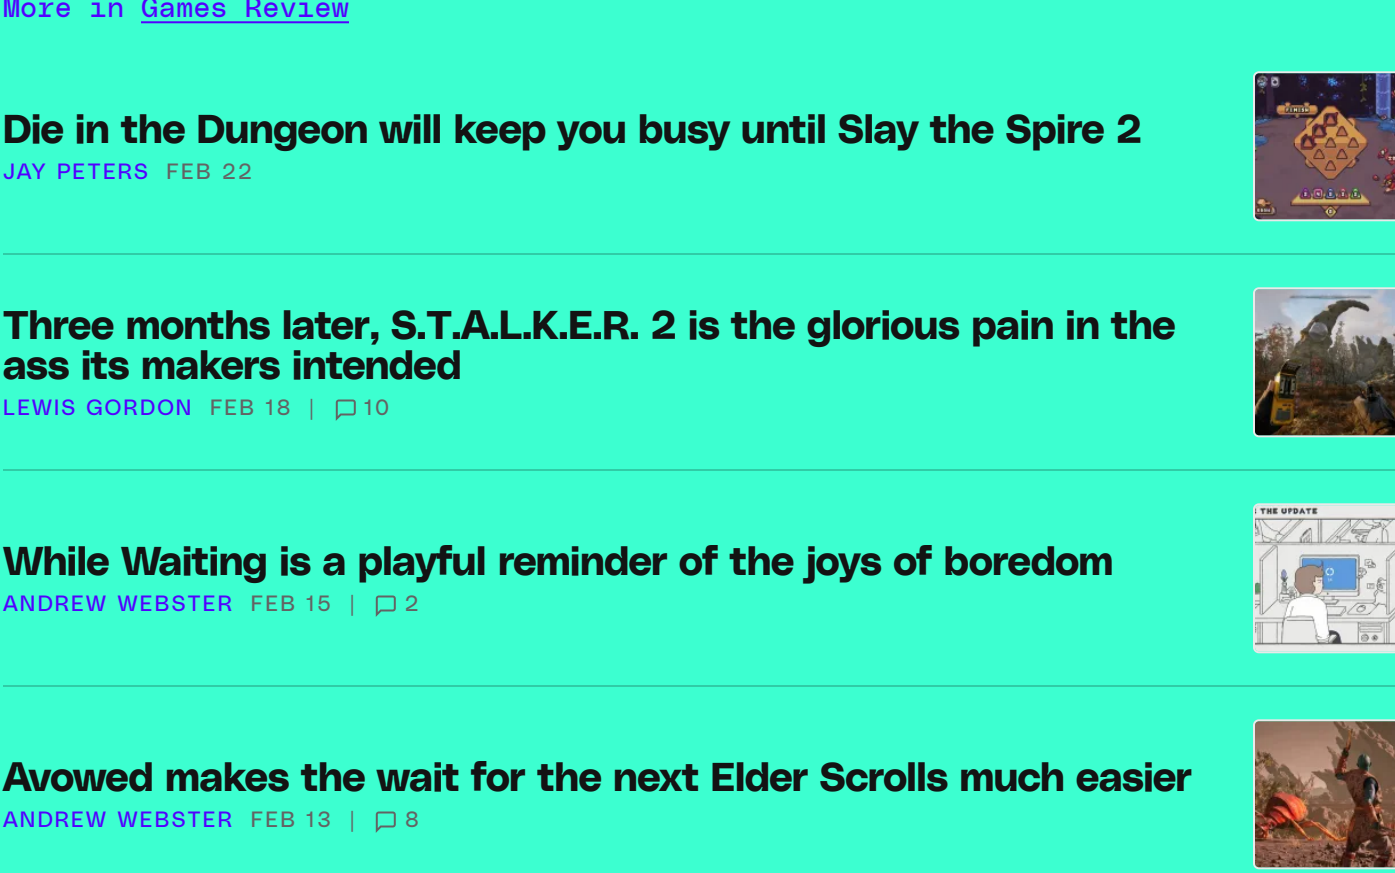 More in Games Review
Die in the Dungeon will keep you busy until Slay the Spire 2
JAY PETERS FEB 22
FINISH
Three months later, S.T.A.L.K.E.R. 2 is the glorious pain in the
ass its makers intended
LEWIS GORDON FEB 18 | 10
While Waiting is a playful reminder of the joys of boredom
ANDREW WEBSTER FEB 15 | 2
THE UPDATE
Avowed makes the wait for the next Elder Scrolls much easier
ANDREW WEBSTER FEB 13 | 8